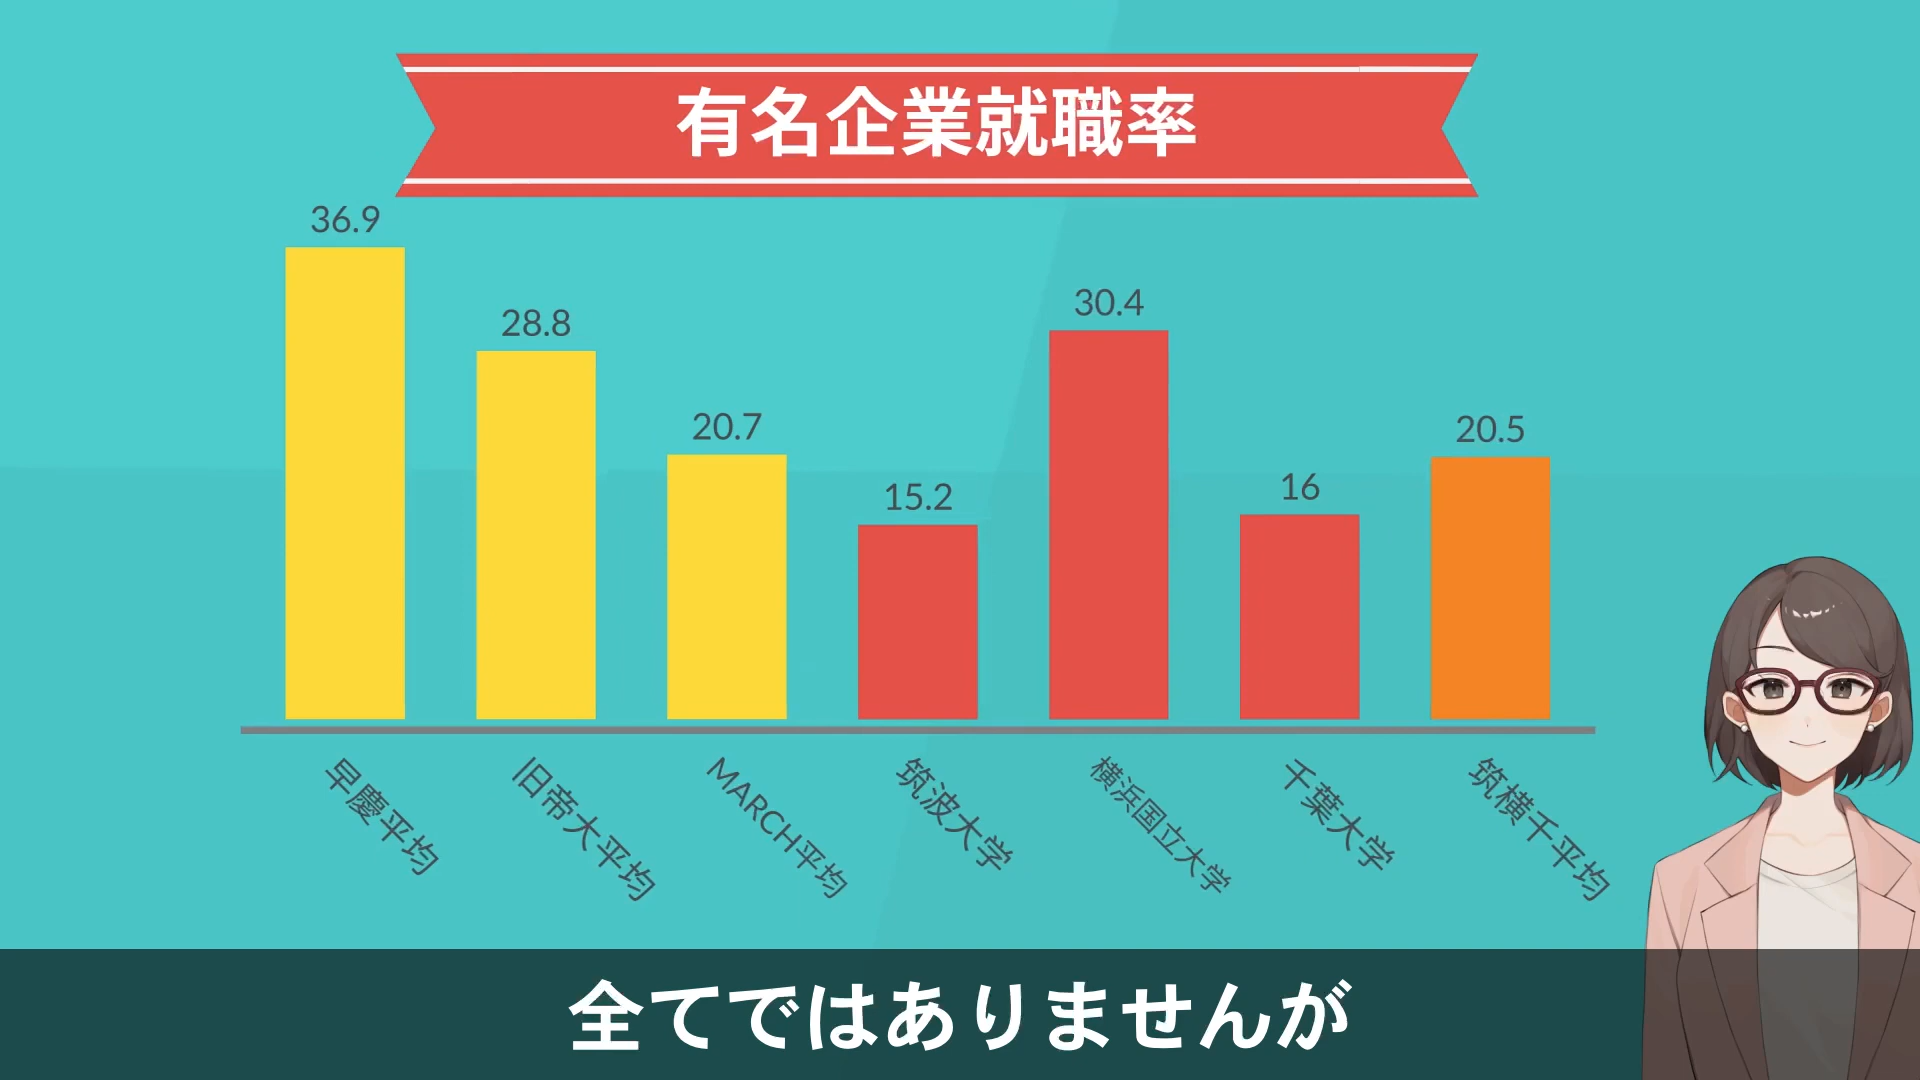 有名企業就職率
36.9
28.8
20.7
15.2
30.4
16
20.5
早慶平均
旧帝大平均
MARCH平均
筑波大学
横浜国立大学
千葉大学
筑横千平均
全てではありませんが